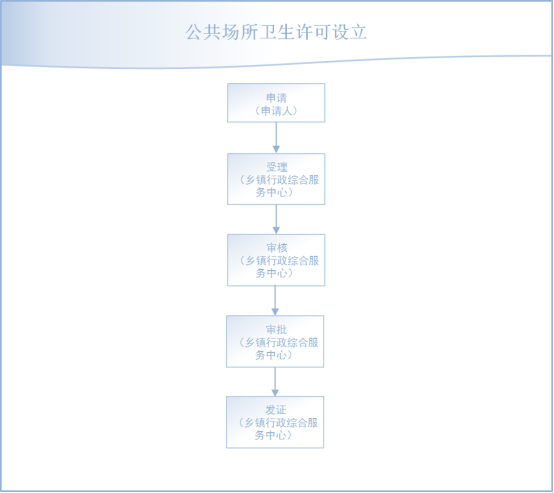 公共场所卫生许可设立
申请
（申请人）
受理
（乡镇行政综合服
务中心）
审核
（乡镇行政综合服
务中心）
审批
（乡镇行政综合服
务中心）
发证
（乡镇行政综合服
务中心）